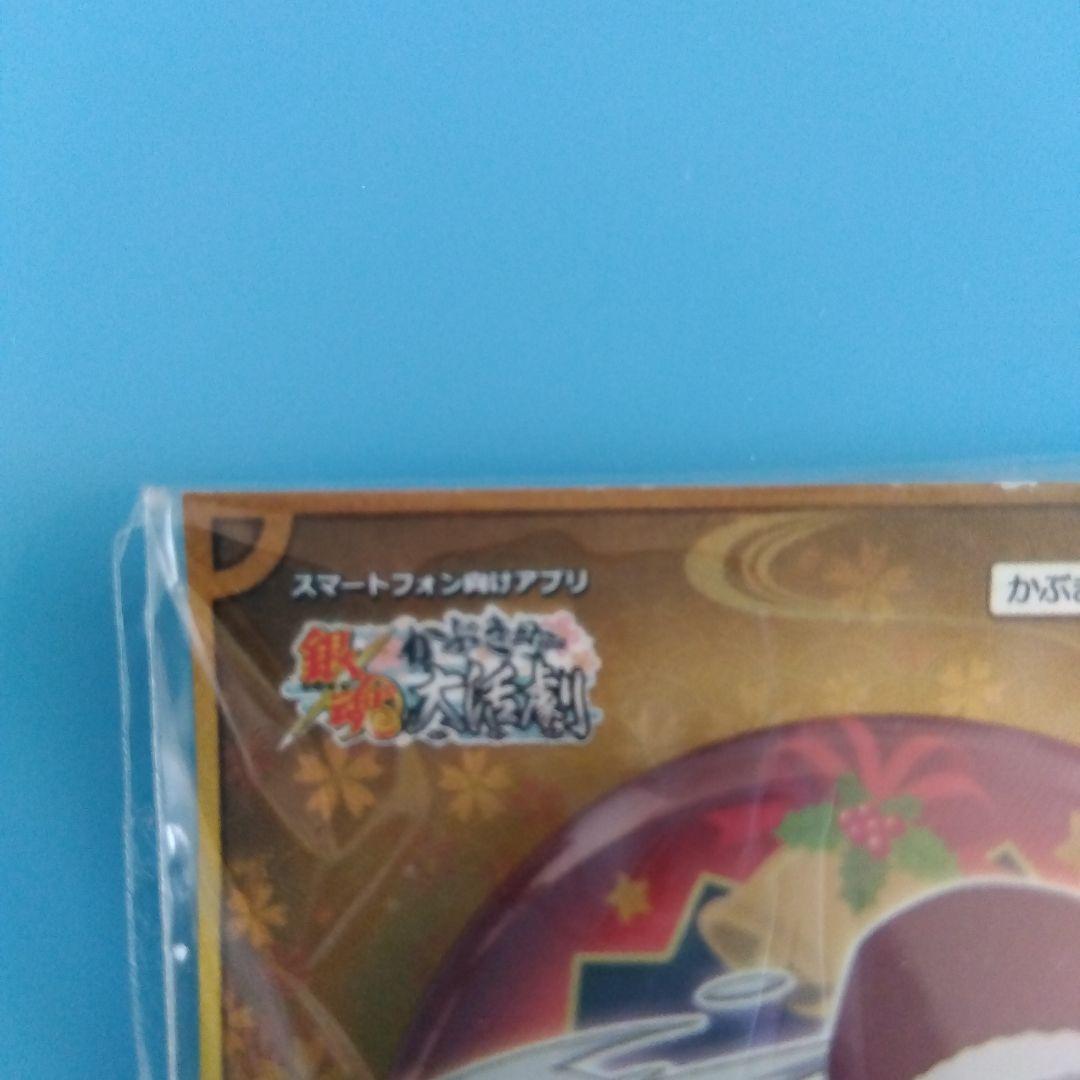 スマートフォン向けアプリ
銀魂
かぶき町
大活劇
かぶき